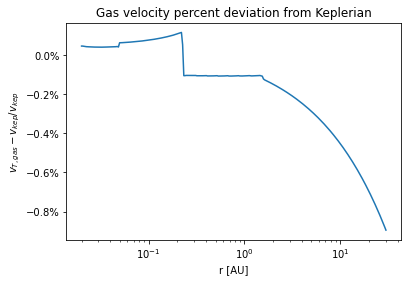 Gas velocity percent deviation from Keplerian
0.0%
−0.2%
−0.4%
−0.6%
−0.8%
v_{T,gas} − v_{kep}/v_{kep}
10^{-1}
10^{0}
10^{1}
r [AU]